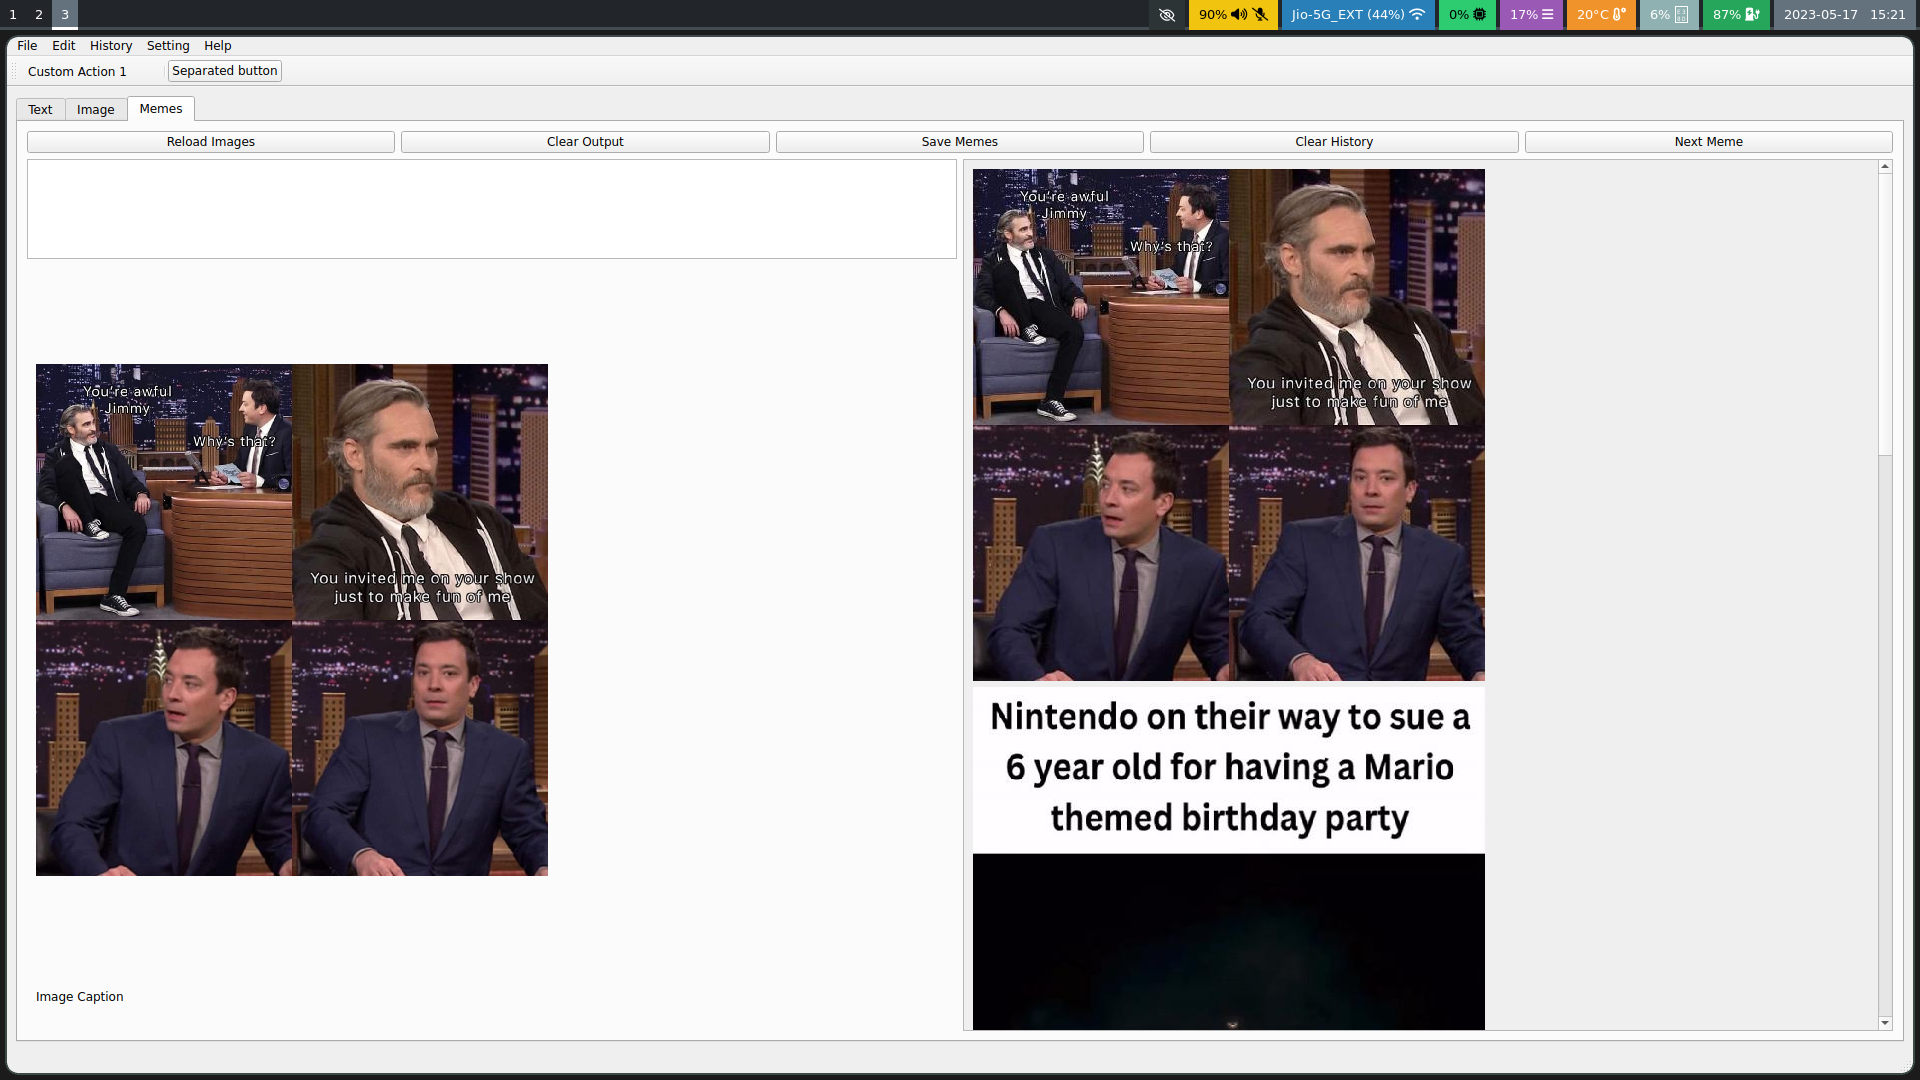 1 2 3
90%
Jio-5G_EXT (44%)
0%
17%
20°C
6%
87%
2023-05-17 15:21
File Edit History Setting Help
Custom Action 1
Separated button
Text Image Memes
Reload Images
Clear Output
Save Memes
Clear History
Next Meme
You're awful
Jimmy
Why's that?
You invited me on your show
just to make fun of me
Image Caption
You're awful
Jimmy
Why's that?
You invited me on your show
just to make fun of me
Nintendo on their way to sue a
6 year old for having a Mario
themed birthday party